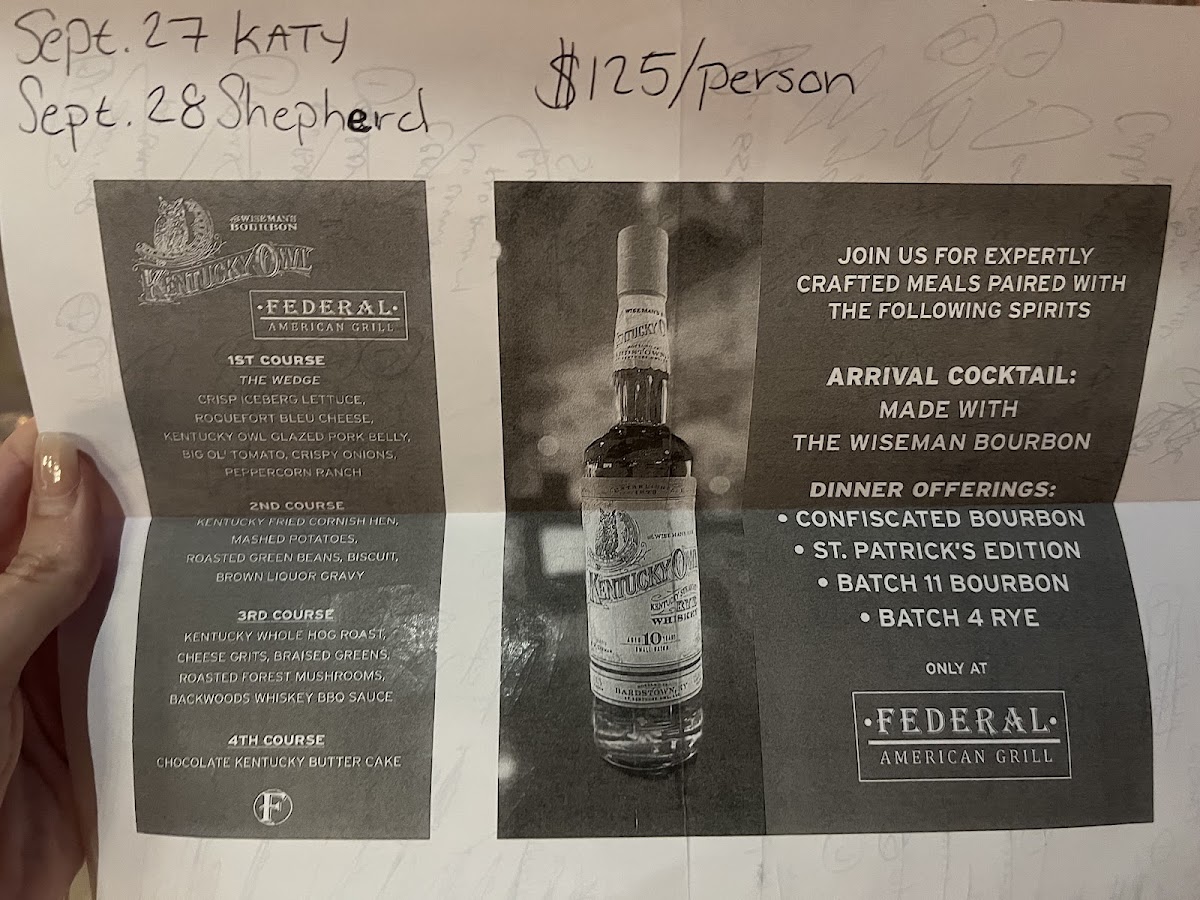 Sept. 27 KATY
Sept. 28 Shepherd
$125/person
@WISEMANS
BOURBON
KENTUCKY OWL
·FEDERAL·
AMERICAN GRILL
1ST COURSE
THE WEDGE
CRISP ICEBERG LETTUCE,
ROQUEFORT BLEU CHEESE,
KENTUCKY OWL GLAZED PORK BELLY,
BIG OL' TOMATO, CRISPY ONIONS,
PEPPERCORN RANCH
2ND COURSE
KENTUCKY FRIED CORNISH HEN,
MASHED POTATOES,
ROASTED GREEN BEANS, BISCUIT,
BROWN LIQUOR GRAVY
3RD COURSE
KENTUCKY WHOLE HOG ROAST,
CHEESE GRITS, BRAISED GREENS,
ROASTED FOREST MUSHROOMS,
BACKWOODS WHISKEY BBQ SAUCE
4TH COURSE
CHOCOLATE KENTUCKY BUTTER CAKE
F
KENTUCKY OWL
KENTUCKY
RYE
WHISKEY
AGED 10 YEARS
SMALL BATCH
BARDSTOWN, KY
JOIN US FOR EXPERTLY
CRAFTED MEALS PAIRED WITH
THE FOLLOWING SPIRITS
ARRIVAL COCKTAIL:
MADE WITH
THE WISEMAN BOURBON
DINNER OFFERINGS:
• CONFISCATED BOURBON
• ST. PATRICK'S EDITION
• BATCH 11 BOURBON
• BATCH 4 RYE
ONLY AT
·FEDERAL·
AMERICAN GRILL